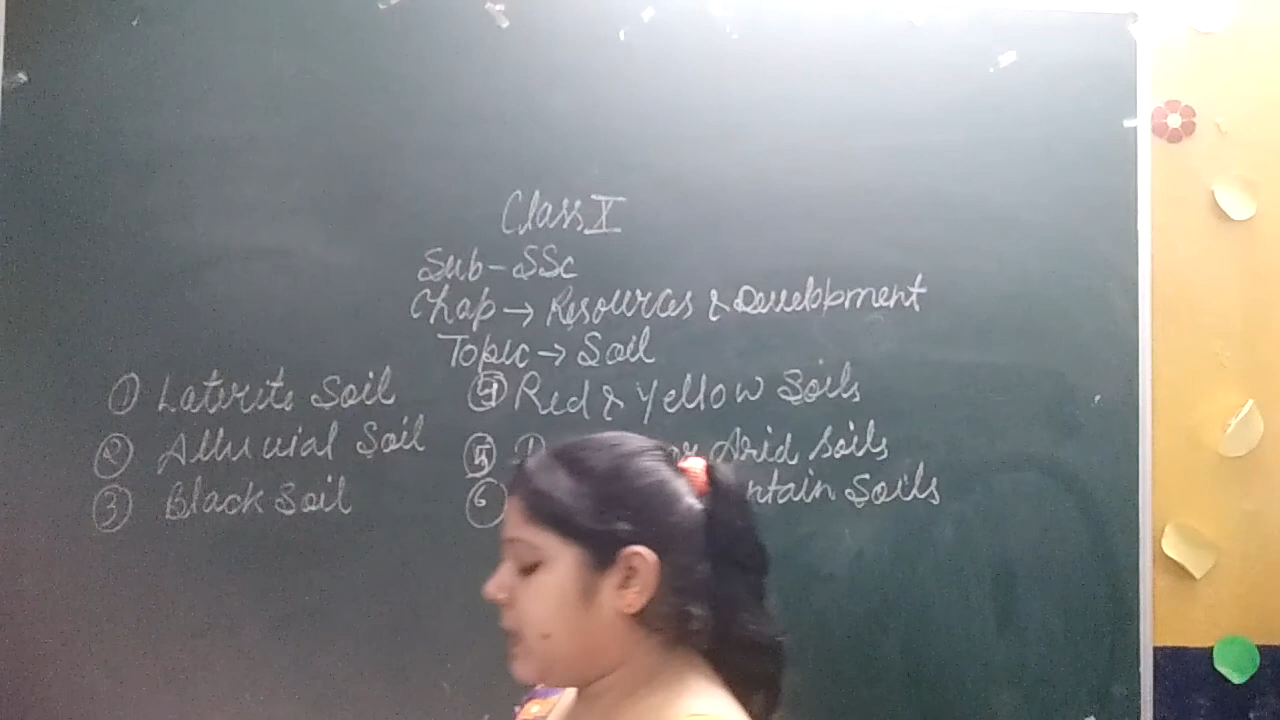 Class X
Sub - SSc
Chap → Resources & Development
Topic → Soil
① Laterite Soil
② Alluvial Soil
③ Black Soil
④ Red & Yellow Soils
⑤ Arid Soils
⑥ Soils